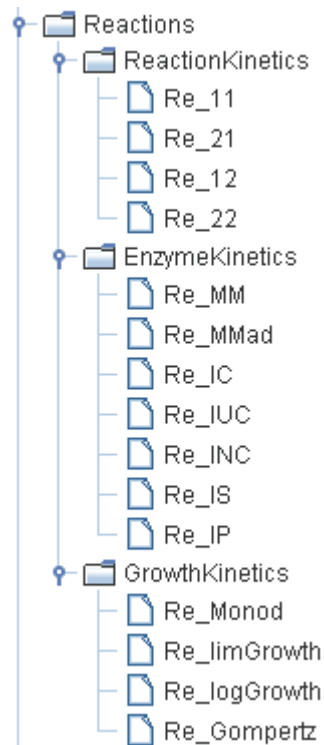 Reactions
ReactionKinetics
Re_11
Re_21
Re_12
Re_22
EnzymeKinetics
Re_MM
Re_MMad
Re_IC
Re_IUC
Re_INC
Re_IS
Re_IP
GrowthKinetics
Re_Monod
Re_limGrowth
Re_logGrowth
Re_Gompertz